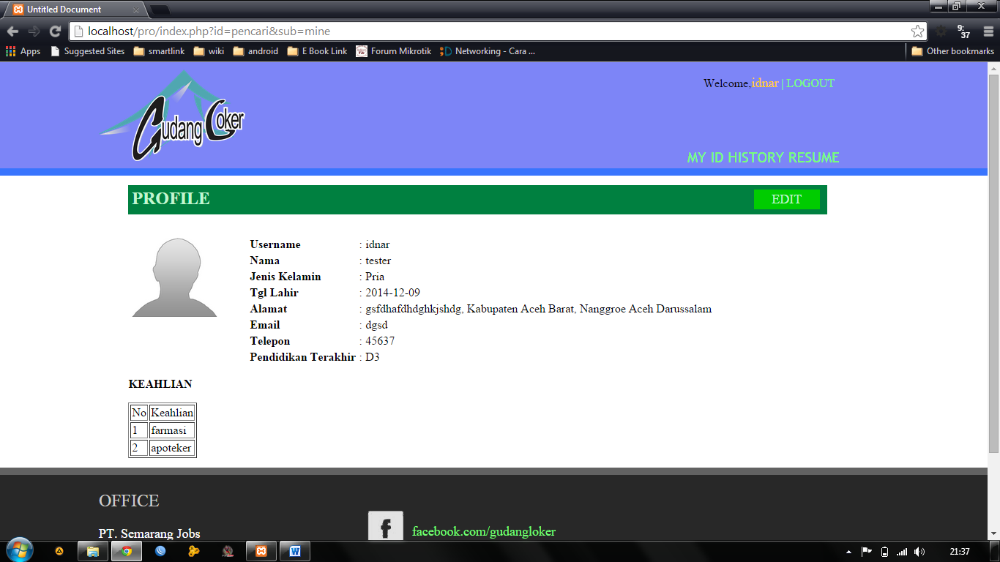 Untitled Document
localhost/pro/index.php?id=pencari&sub=mine
9:
37
Apps Suggested Sites smartlink wiki android E Book Link Forum Mikrotik Networking - Cara ... Other bookmarks
Gudang Loker
Welcome,idnar | LOGOUT
MY ID HISTORY RESUME
PROFILE EDIT
Username : idnar
Nama : tester
Jenis Kelamin : Pria
Tgl Lahir : 2014-12-09
Alamat : gsfdhafdhdghkjshdg, Kabupaten Aceh Barat, Nanggroe Aceh Darussalam
Email : dgsd
Telepon : 45637
Pendidikan Terakhir : D3
KEAHLIAN
No Keahlian
1 farmasi
2 apoteker
OFFICE
PT. Semarang Jobs
f facebook.com/gudangloker
21:37